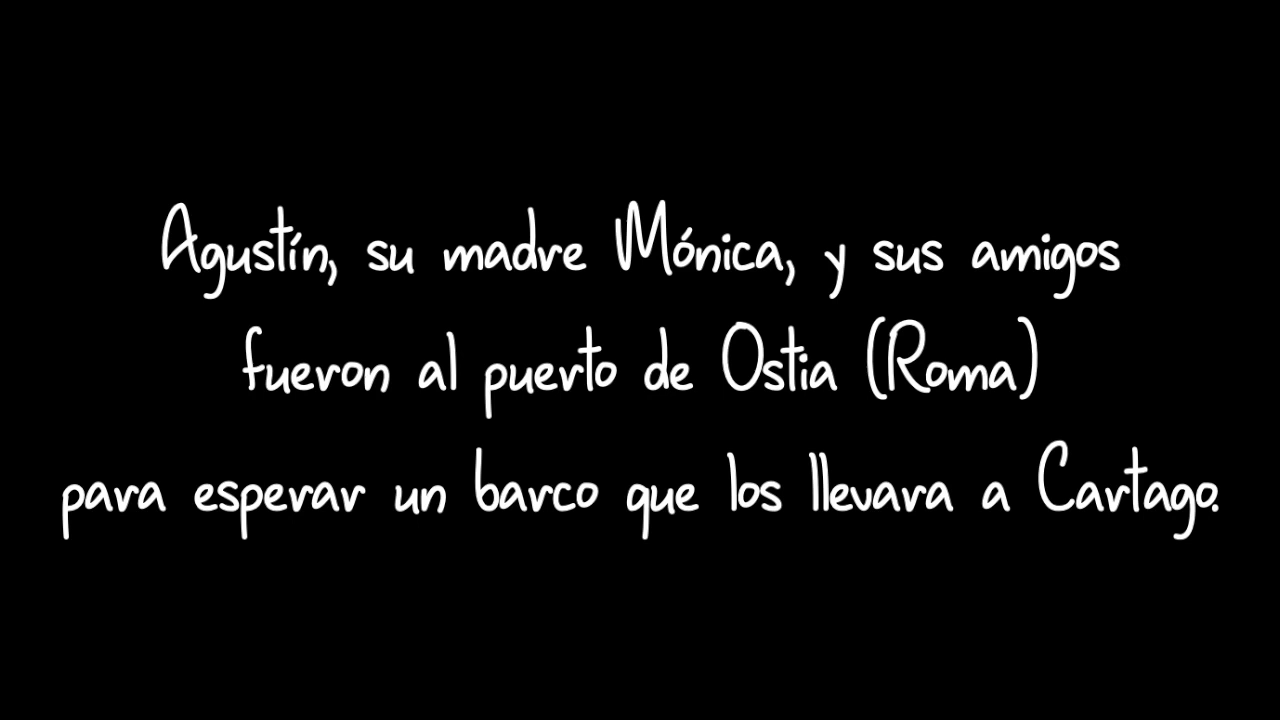 Agustín, su madre Mónica, y sus amigos
fueron al puerto de Ostia (Roma)
para esperar un barco que los llevara a Cartago.